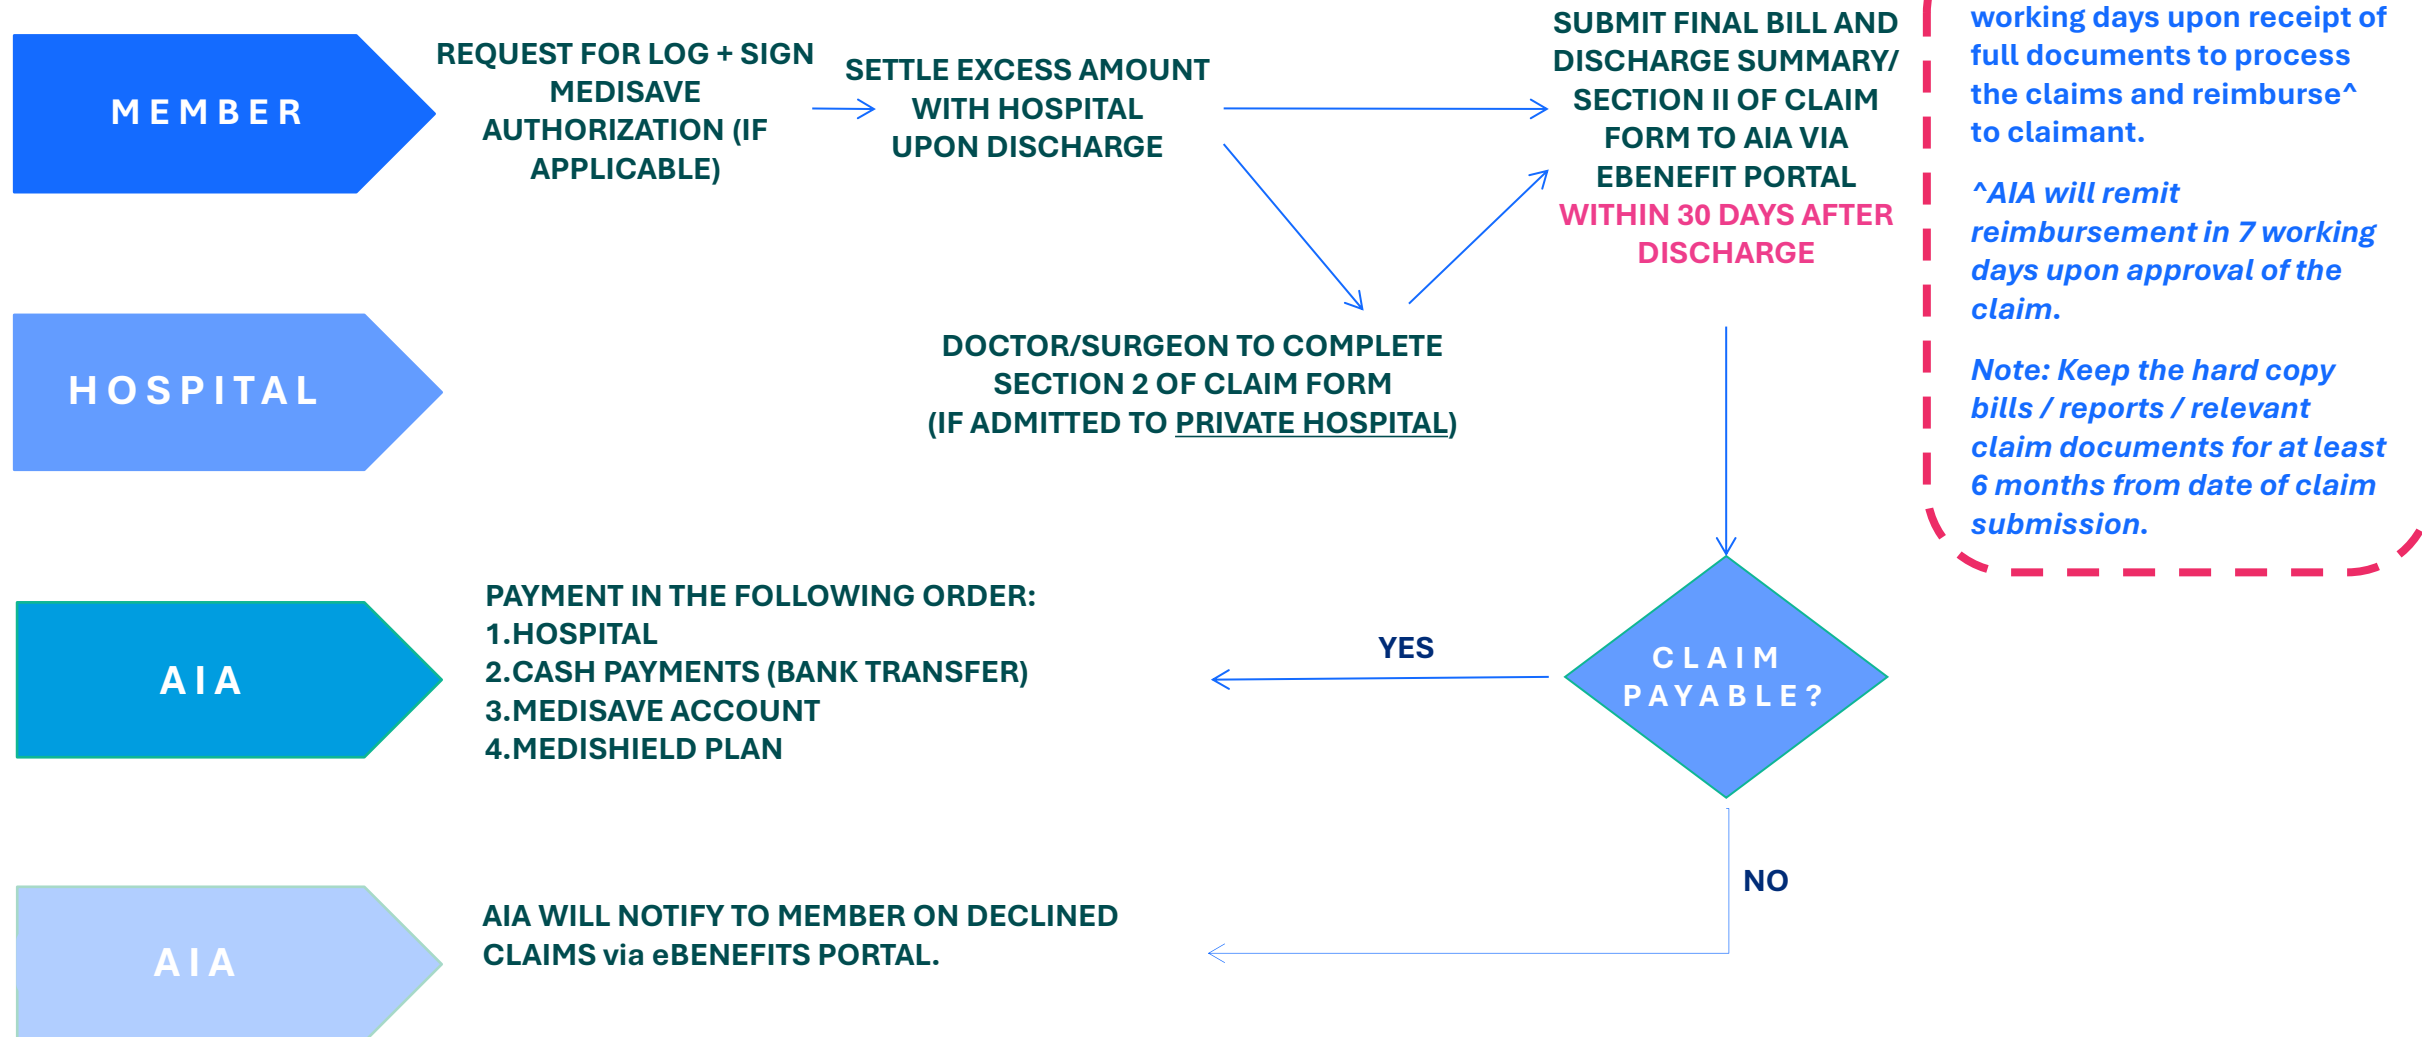 MEMBER
REQUEST FOR LOG + SIGN
MEDISAVE
AUTHORIZATION (IF
APPLICABLE)
SETTLE EXCESS AMOUNT
WITH HOSPITAL
UPON DISCHARGE
SUBMIT FINAL BILL AND
DISCHARGE SUMMARY/
SECTION II OF CLAIM
FORM TO AIA VIA
EBENEFIT PORTAL
WITHIN 30 DAYS AFTER
DISCHARGE
working days upon receipt of
full documents to process
the claims and reimburse^
to claimant.
^AIA will remit
reimbursement in 7 working
days upon approval of the
claim.
Note: Keep the hard copy
bills / reports / relevant
claim documents for at least
6 months from date of claim
submission.
HOSPITAL
DOCTOR/SURGEON TO COMPLETE
SECTION 2 OF CLAIM FORM
(IF ADMITTED TO PRIVATE HOSPITAL)
AIA
PAYMENT IN THE FOLLOWING ORDER:
1.HOSPITAL
2.CASH PAYMENTS (BANK TRANSFER)
3.MEDISAVE ACCOUNT
4.MEDISHIELD PLAN
YES
CLAIM
PAYABLE?
NO
AIA
AIA WILL NOTIFY TO MEMBER ON DECLINED
CLAIMS via eBENEFITS PORTAL.